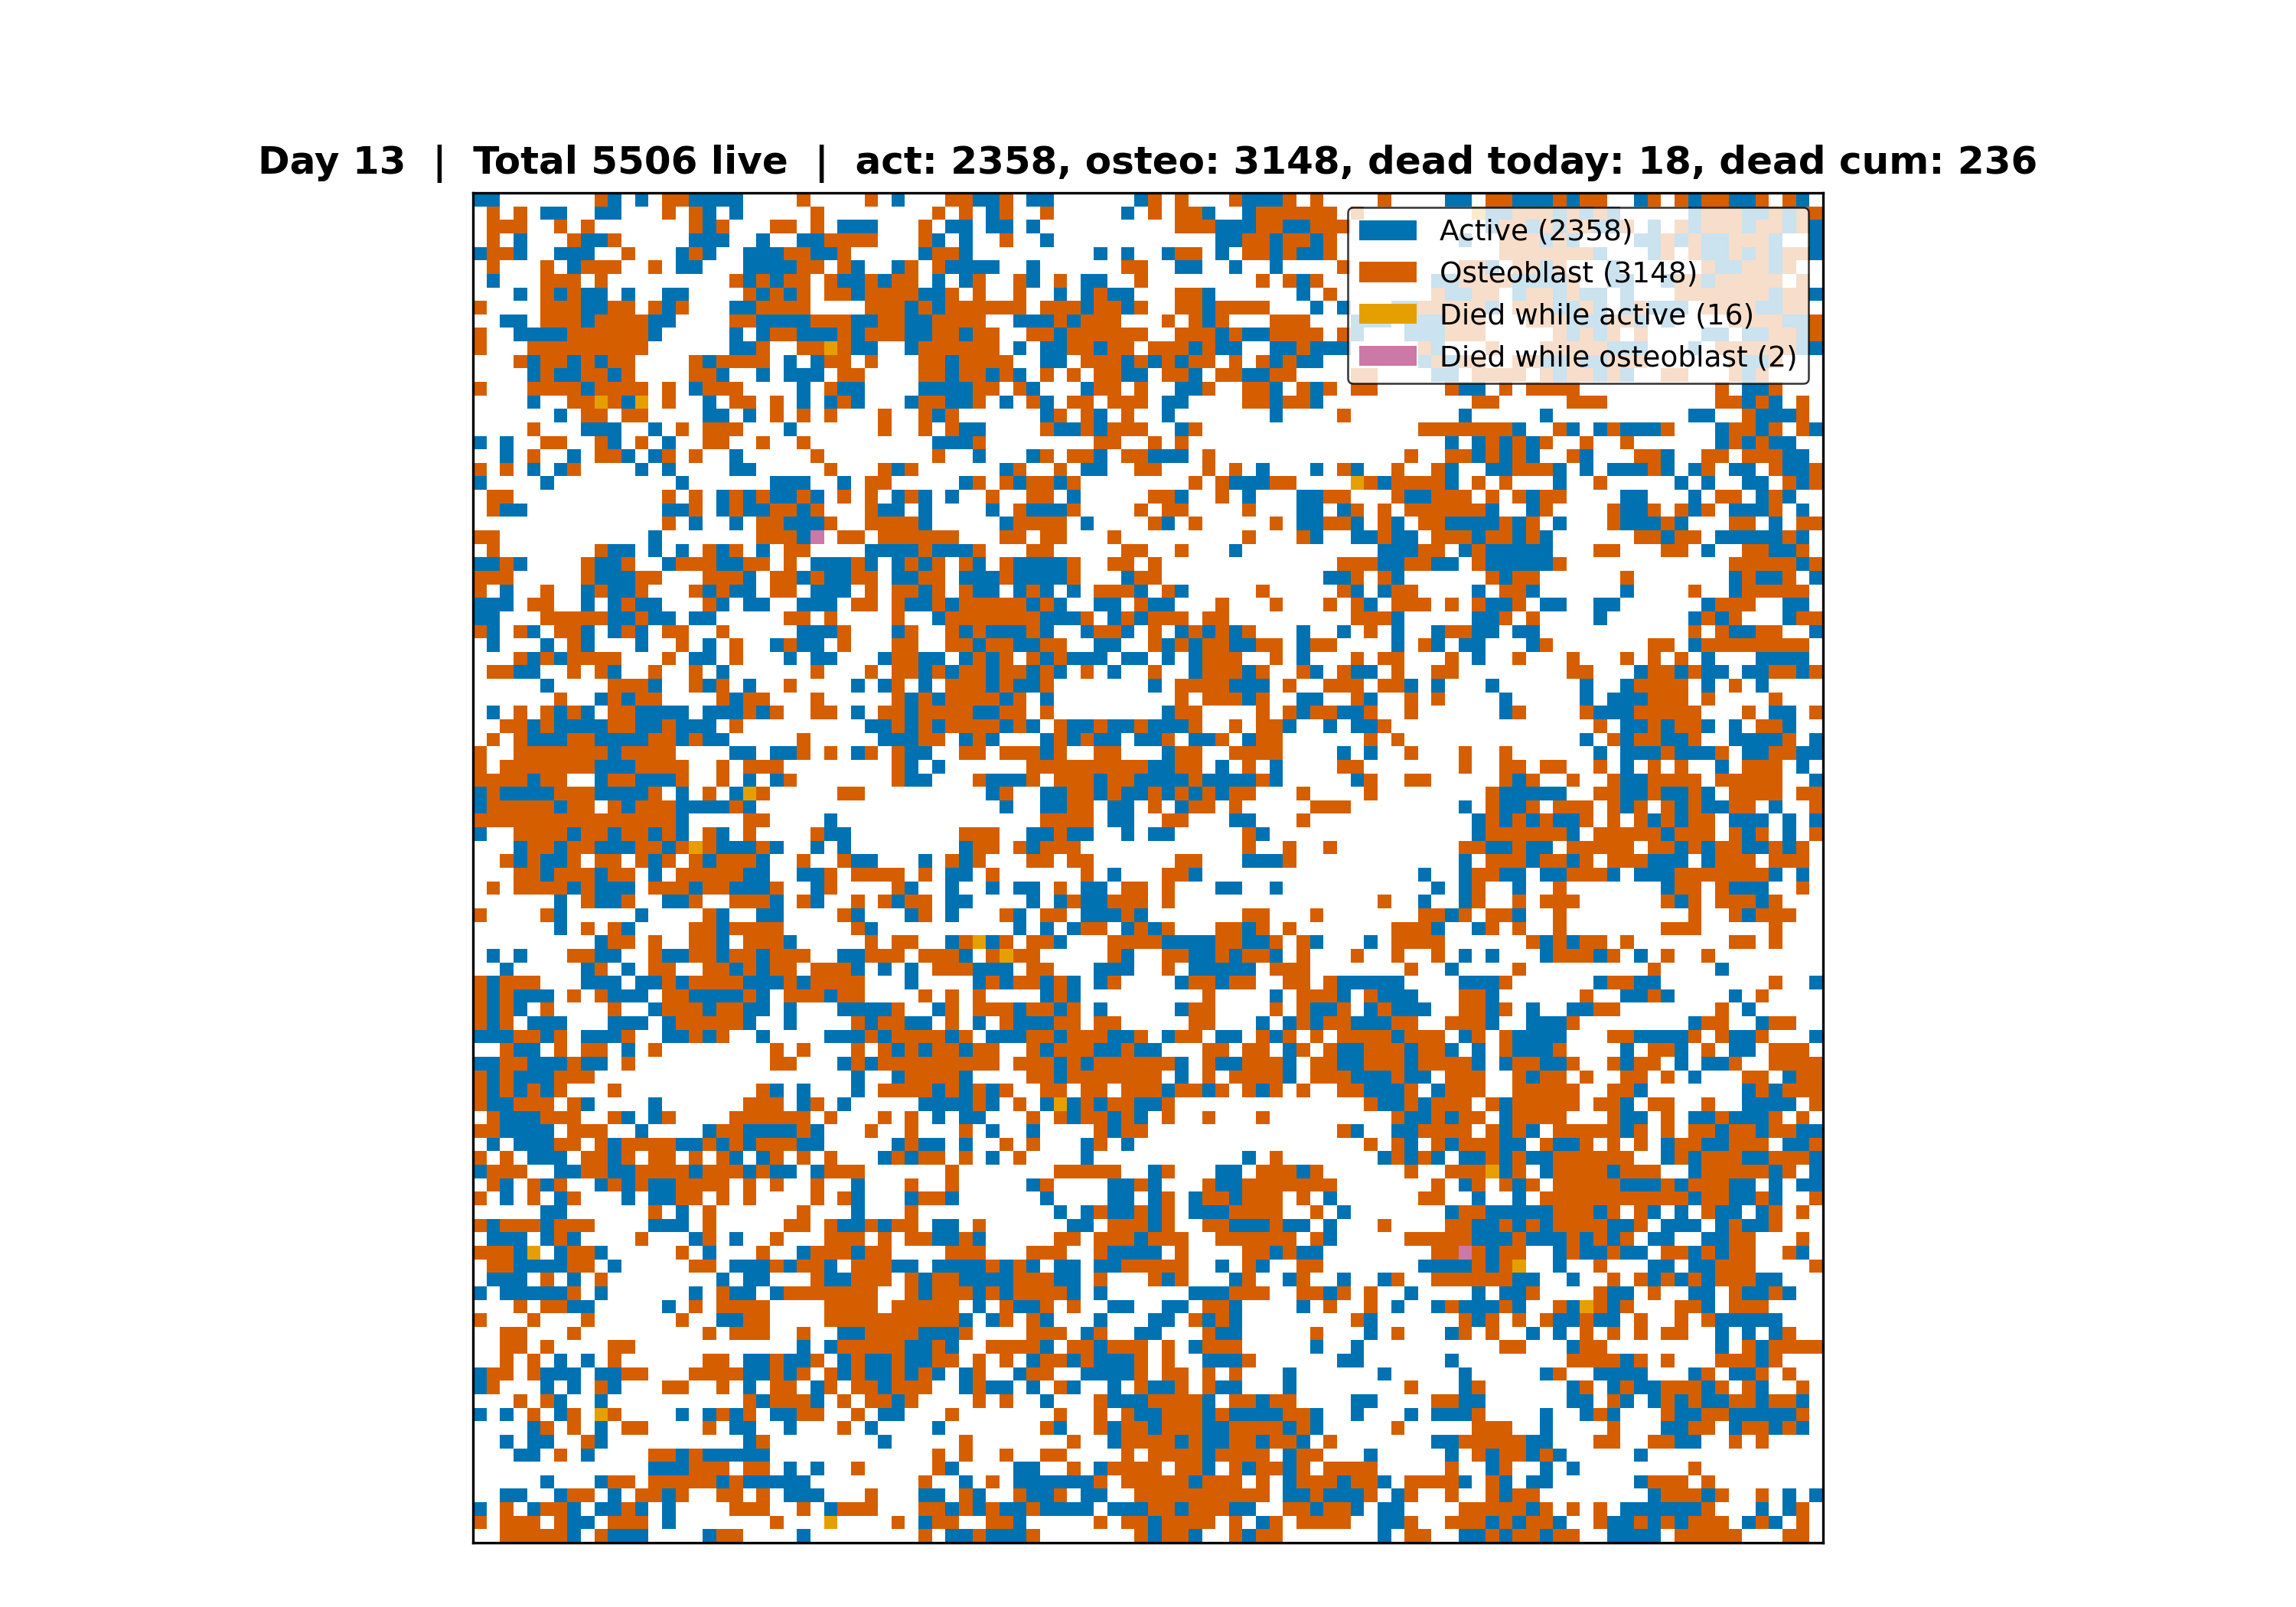 Day 13 | Total 5506 live | act: 2358, osteo: 3148, dead today: 18, dead cum: 236
Active (2358)
Osteoblast (3148)
Died while active (16)
Died while osteoblast (2)